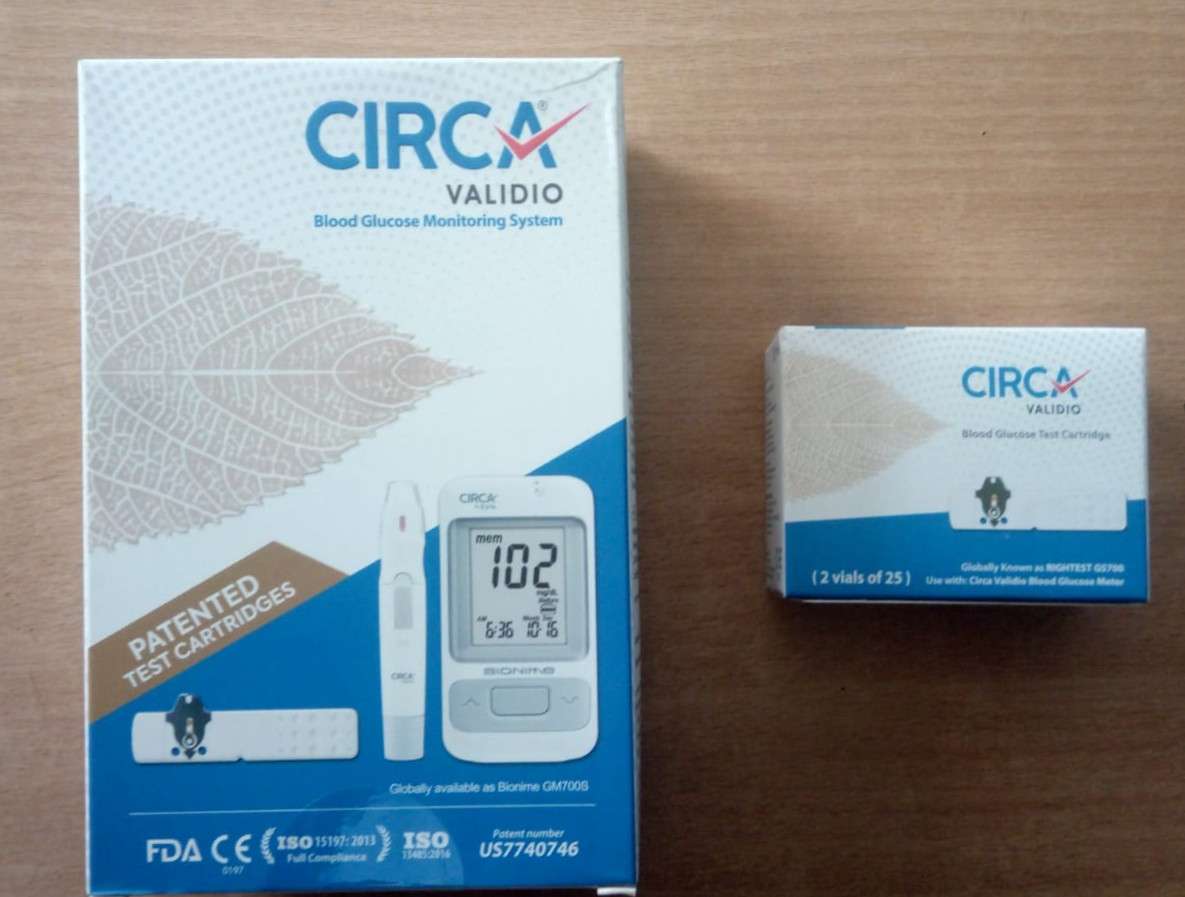 CIRCA®
VALIDIO
Blood Glucose Monitoring System
PATENTED
TEST CARTRIDGES
CIRCA
mem
102
mg/dL
AM
6:36
10-16
BIONIME
CIRCA
Globally available as Bionime GM700S
FDA CE
0197
ISO 15197: 2013
Full Compliance
ISO
13485:2016
Patent number
US7740746
CIRCA
VALIDIO
Blood Glucose Test Cartridge
( 2 vials of 25 )
Globally Known as RIGHTEST GS700
Use with: Circa Validio Blood Glucose Meter